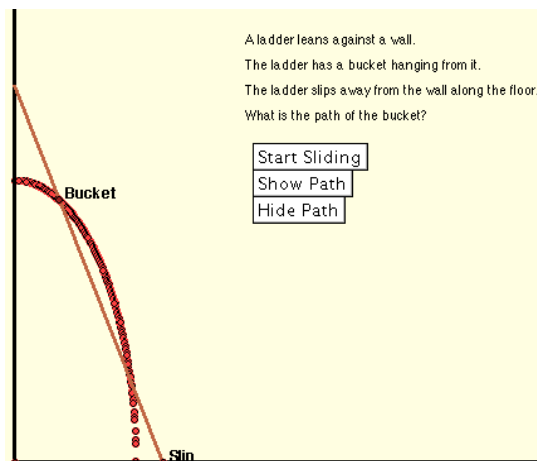 A ladder leans against a wall.
The ladder has a bucket hanging from it.
The ladder slips away from the wall along the floor.
What is the path of the bucket?
Start Sliding
Show Path
Bucket
Hide Path
Slip